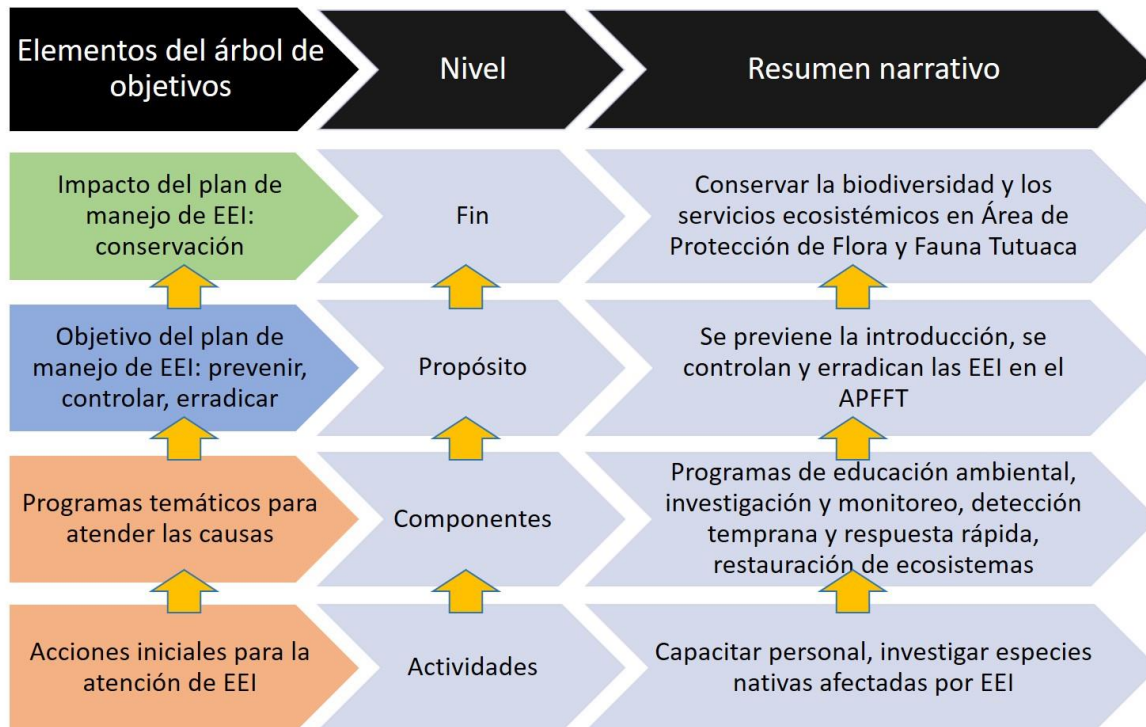 Elementos del árbol de
objetivos
Nivel
Resumen narrativo
Impacto del plan de
manejo de EEI:
conservación
Fin
Conservar la biodiversidad y los
servicios ecosistémicos en Área de
Protección de Flora y Fauna Tutuaca
Objetivo del plan de
manejo de EEI: prevenir,
controlar, erradicar
Propósito
Se previene la introducción, se
controlan y erradican las EEI en el
APFFT
Programas temáticos para
atender las causas
Componentes
Programas de educación ambiental,
investigación y monitoreo, detección
temprana y respuesta rápida,
restauración de ecosistemas
Acciones iniciales para la
atención de EEI
Actividades
Capacitar personal, investigar especies
nativas afectadas por EEI